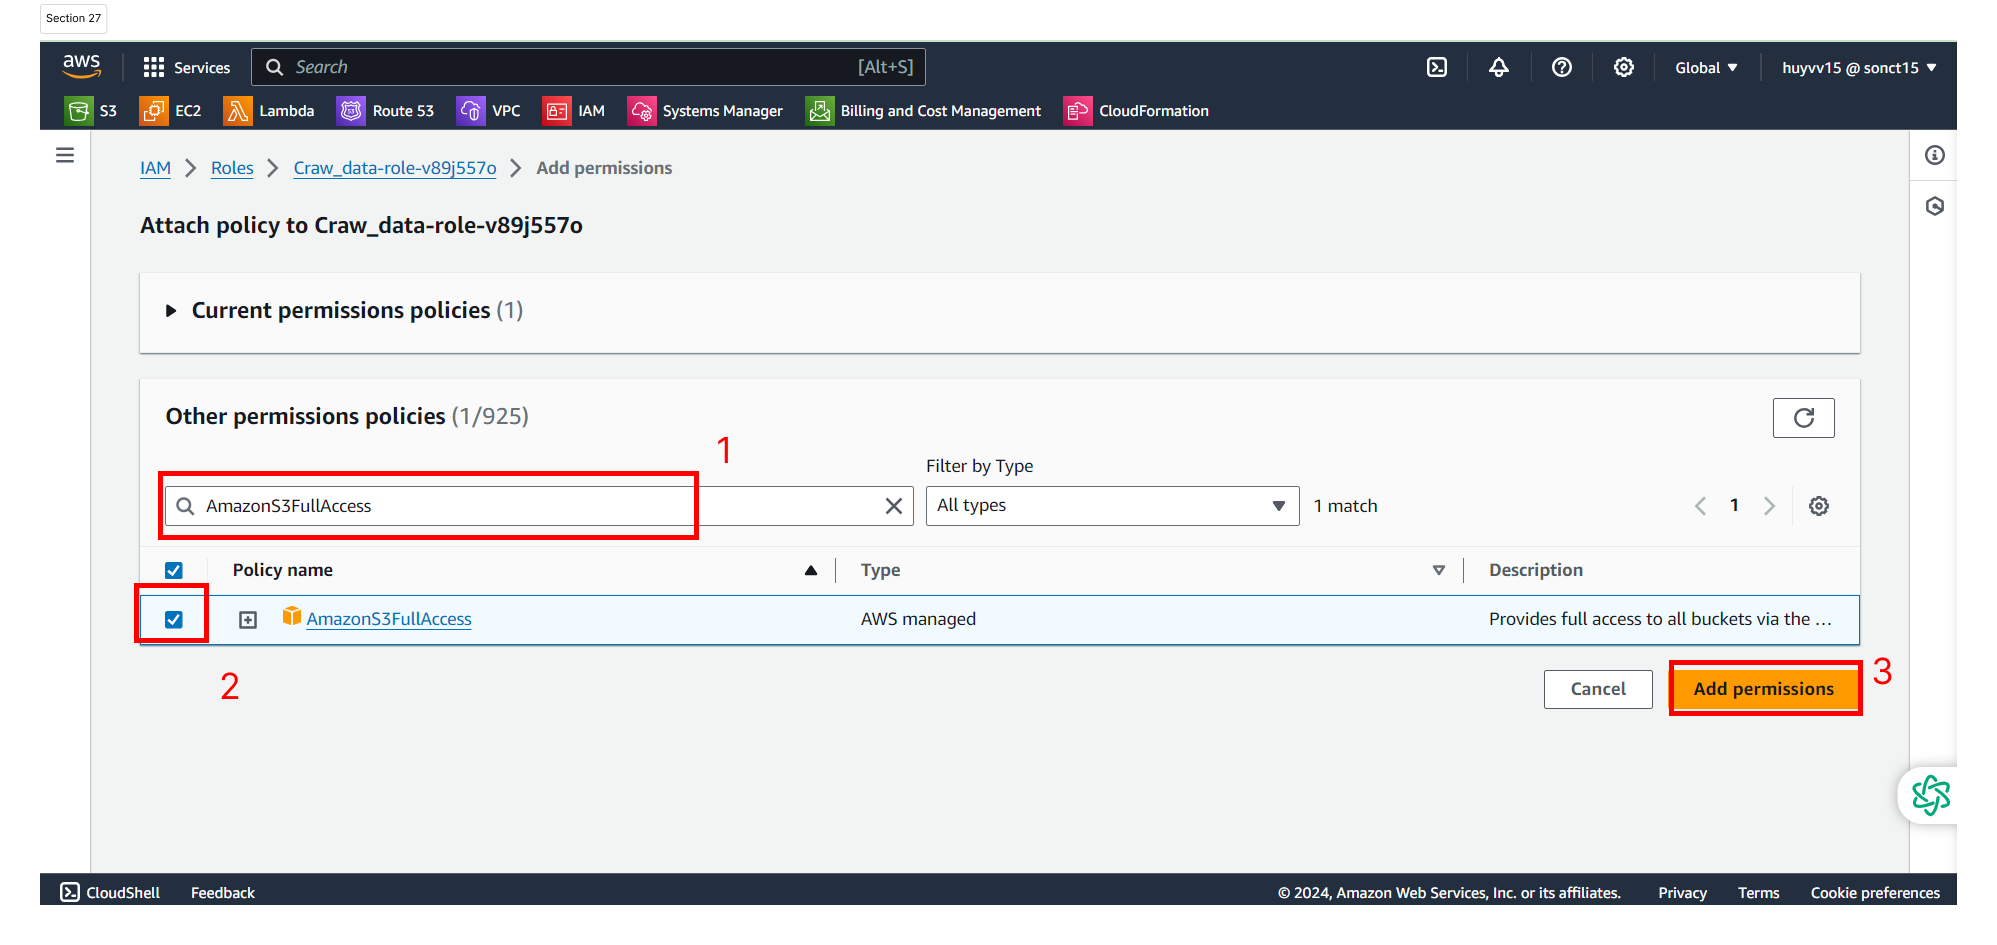 Section 27
aws Services Search [Alt+S] Global huyvv15 @ sonct15
S3 EC2 Lambda Route 53 VPC IAM Systems Manager Billing and Cost Management CloudFormation
IAM Roles Craw_data-role-v89j557o Add permissions
Attach policy to Craw_data-role-v89j557o
Current permissions policies (1)
Other permissions policies (1/925)
1
Filter by Type
AmazonS3FullAccess All types 1 match 1
Policy name Type Description
AmazonS3FullAccess AWS managed Provides full access to all buckets via the ...
2
Cancel Add permissions 3
CloudShell Feedback © 2024, Amazon Web Services, Inc. or its affiliates. Privacy Terms Cookie preferences